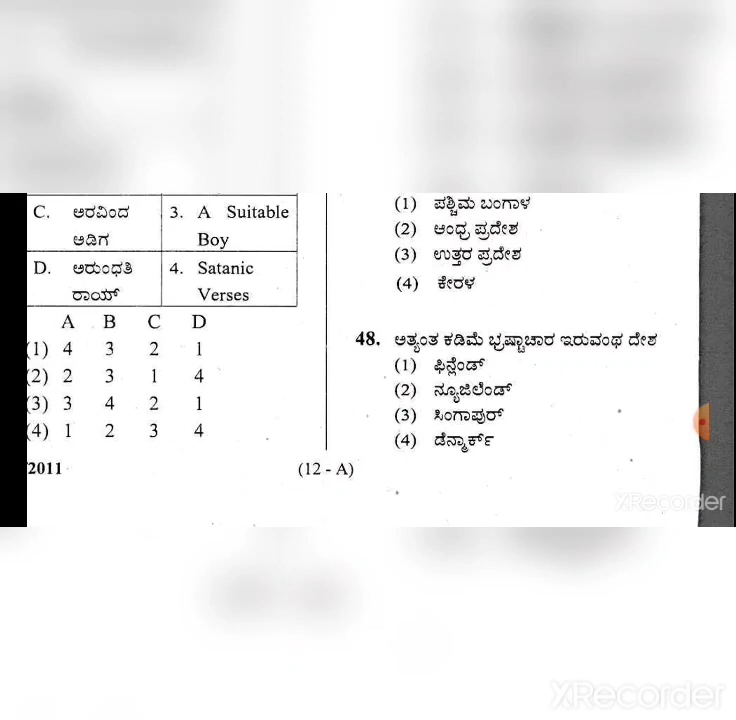 C. ಅರವಿಂದ ಅಡಿಗ
3. A Suitable Boy
D. ಅರುಂಧತಿ ರಾಯ್
4. Satanic Verses
A B C D
(1) 4 3 2 1
(2) 2 3 1 4
(3) 3 4 2 1
(4) 1 2 3 4
2011
(12 - A)
(1) ಪಶ್ಚಿಮ ಬಂಗಾಳ
(2) ಆಂಧ್ರ ಪ್ರದೇಶ
(3) ಉತ್ತರ ಪ್ರದೇಶ
(4) ಕೇರಳ
48. ಅತ್ಯಂತ ಕಡಿಮೆ ಭ್ರಷ್ಟಾಚಾರ ಇರುವಂಥ ದೇಶ
(1) ಫಿನ್ಲೆಂಡ್
(2) ನ್ಯೂಜಿಲೆಂಡ್
(3) ಸಿಂಗಾಪುರ್
(4) ಡೆನ್ಮಾರ್ಕ್
XRecorder
XRecorder